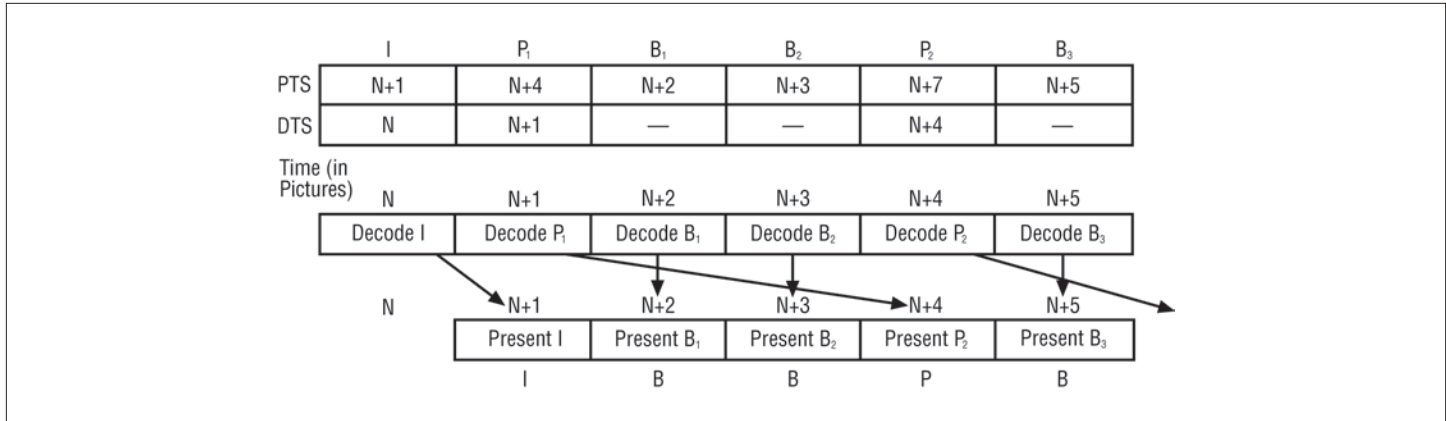 I P₁ B₁ B₂ P₂ B₃
PTS N+1 N+4 N+2 N+3 N+7 N+5
DTS N N+1 — — N+4 —
Time (in
Pictures)
N N+1 N+2 N+3 N+4 N+5
Decode I Decode P₁ Decode B₁ Decode B₂ Decode P₂ Decode B₃
N N+1 N+2 N+3 N+4 N+5
Present I Present B₁ Present B₂ Present P₂ Present B₃
I B B P B